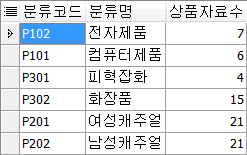 분류코드 분류명 상품자료수
P102 전자제품 7
P101 컴퓨터제품 6
P301 피혁잡화 4
P302 화장품 15
P201 여성캐주얼 21
P202 남성캐주얼 21